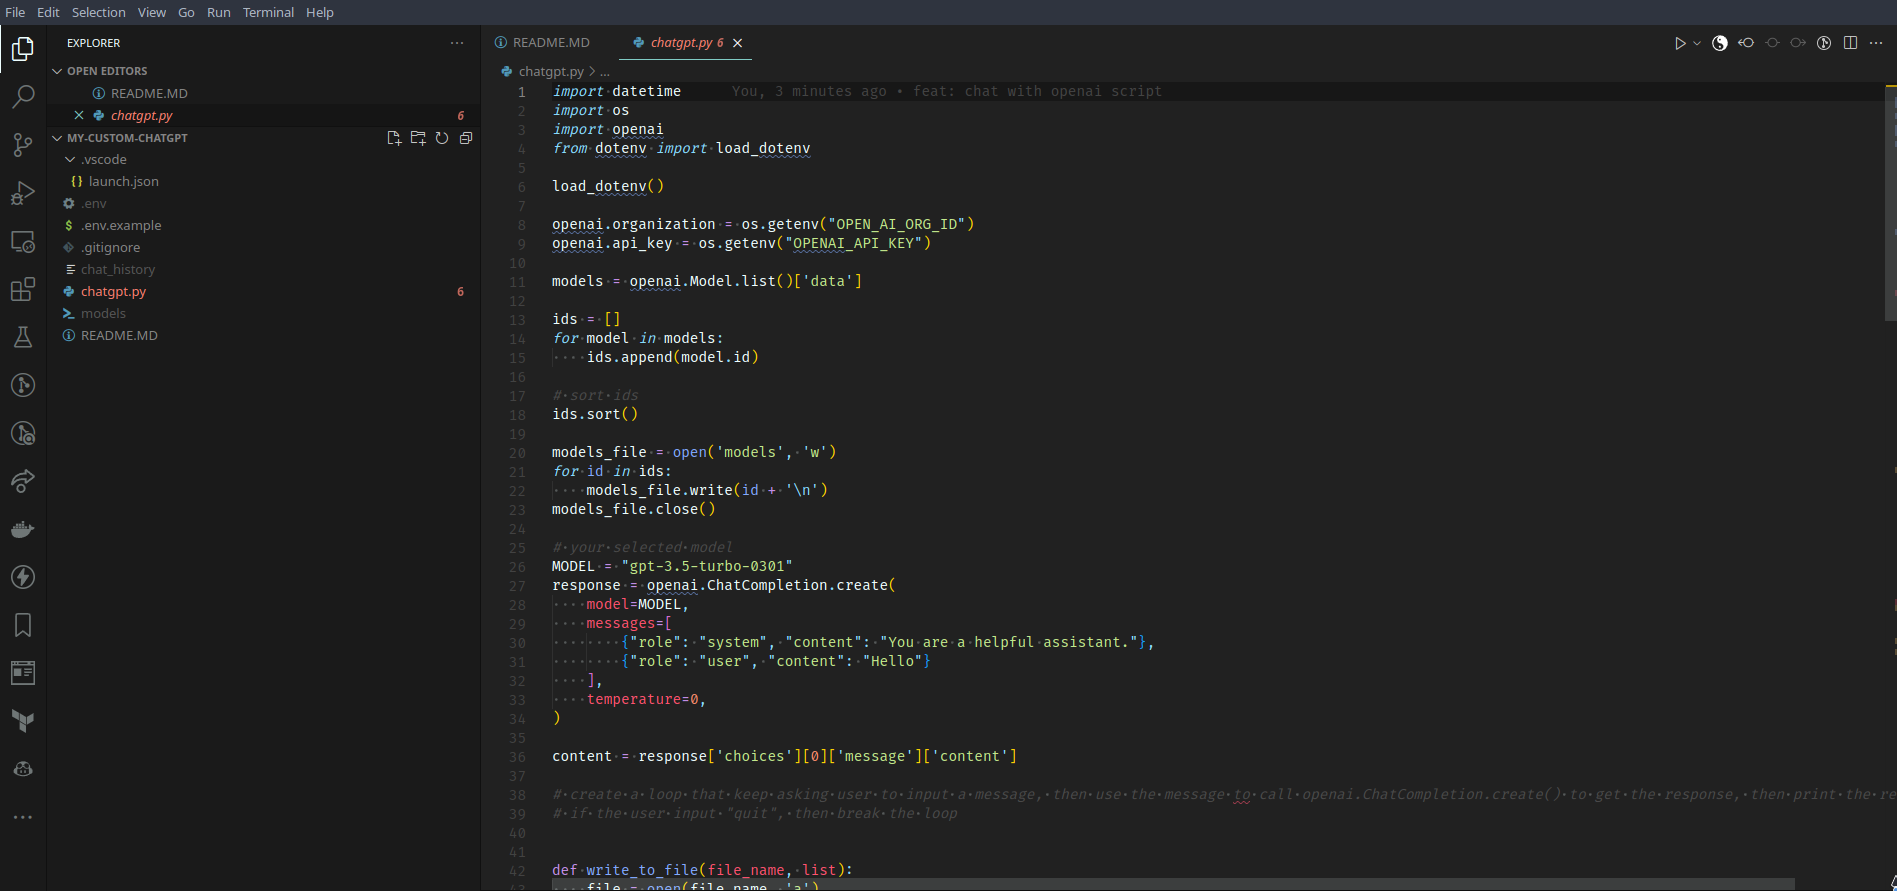 File Edit Selection View Go Run Terminal Help
EXPLORER
OPEN EDITORS
README.MD
chatgpt.py 6
MY-CUSTOM-CHATGPT
.vscode
launch.json
.env
.env.example
.gitignore
chat_history
chatgpt.py 6
models
README.MD
README.MD chatgpt.py 6
chatgpt.py > ...
1 import datetime You, 3 minutes ago • feat: chat with openai script
2 import os
3 import openai
4 from dotenv import load_dotenv
5
6 load_dotenv()
7
8 openai.organization = os.getenv("OPEN_AI_ORG_ID")
9 openai.api_key = os.getenv("OPENAI_API_KEY")
10
11 models = openai.Model.list()['data']
12
13 ids = []
14 for model in models:
15 ids.append(model.id)
16
17 # sort ids
18 ids.sort()
19
20 models_file = open('models', 'w')
21 for id in ids:
22 models_file.write(id + '\n')
23 models_file.close()
24
25 # your selected model
26 MODEL = "gpt-3.5-turbo-0301"
27 response = openai.ChatCompletion.create(
28 model=MODEL,
29 messages=[
30 {"role": "system", "content": "You are a helpful assistant."},
31 {"role": "user", "content": "Hello"}
32 ],
33 temperature=0,
34 )
35
36 content = response['choices'][0]['message']['content']
37
38 # create a loop that keep asking user to input a message, then use the message to call openai.ChatCompletion.create() to get the response, then print the re
39 # if the user input "quit", then break the loop
40
41
42 def write_to_file(file_name, list):
43 file = open(file_name, 'a')